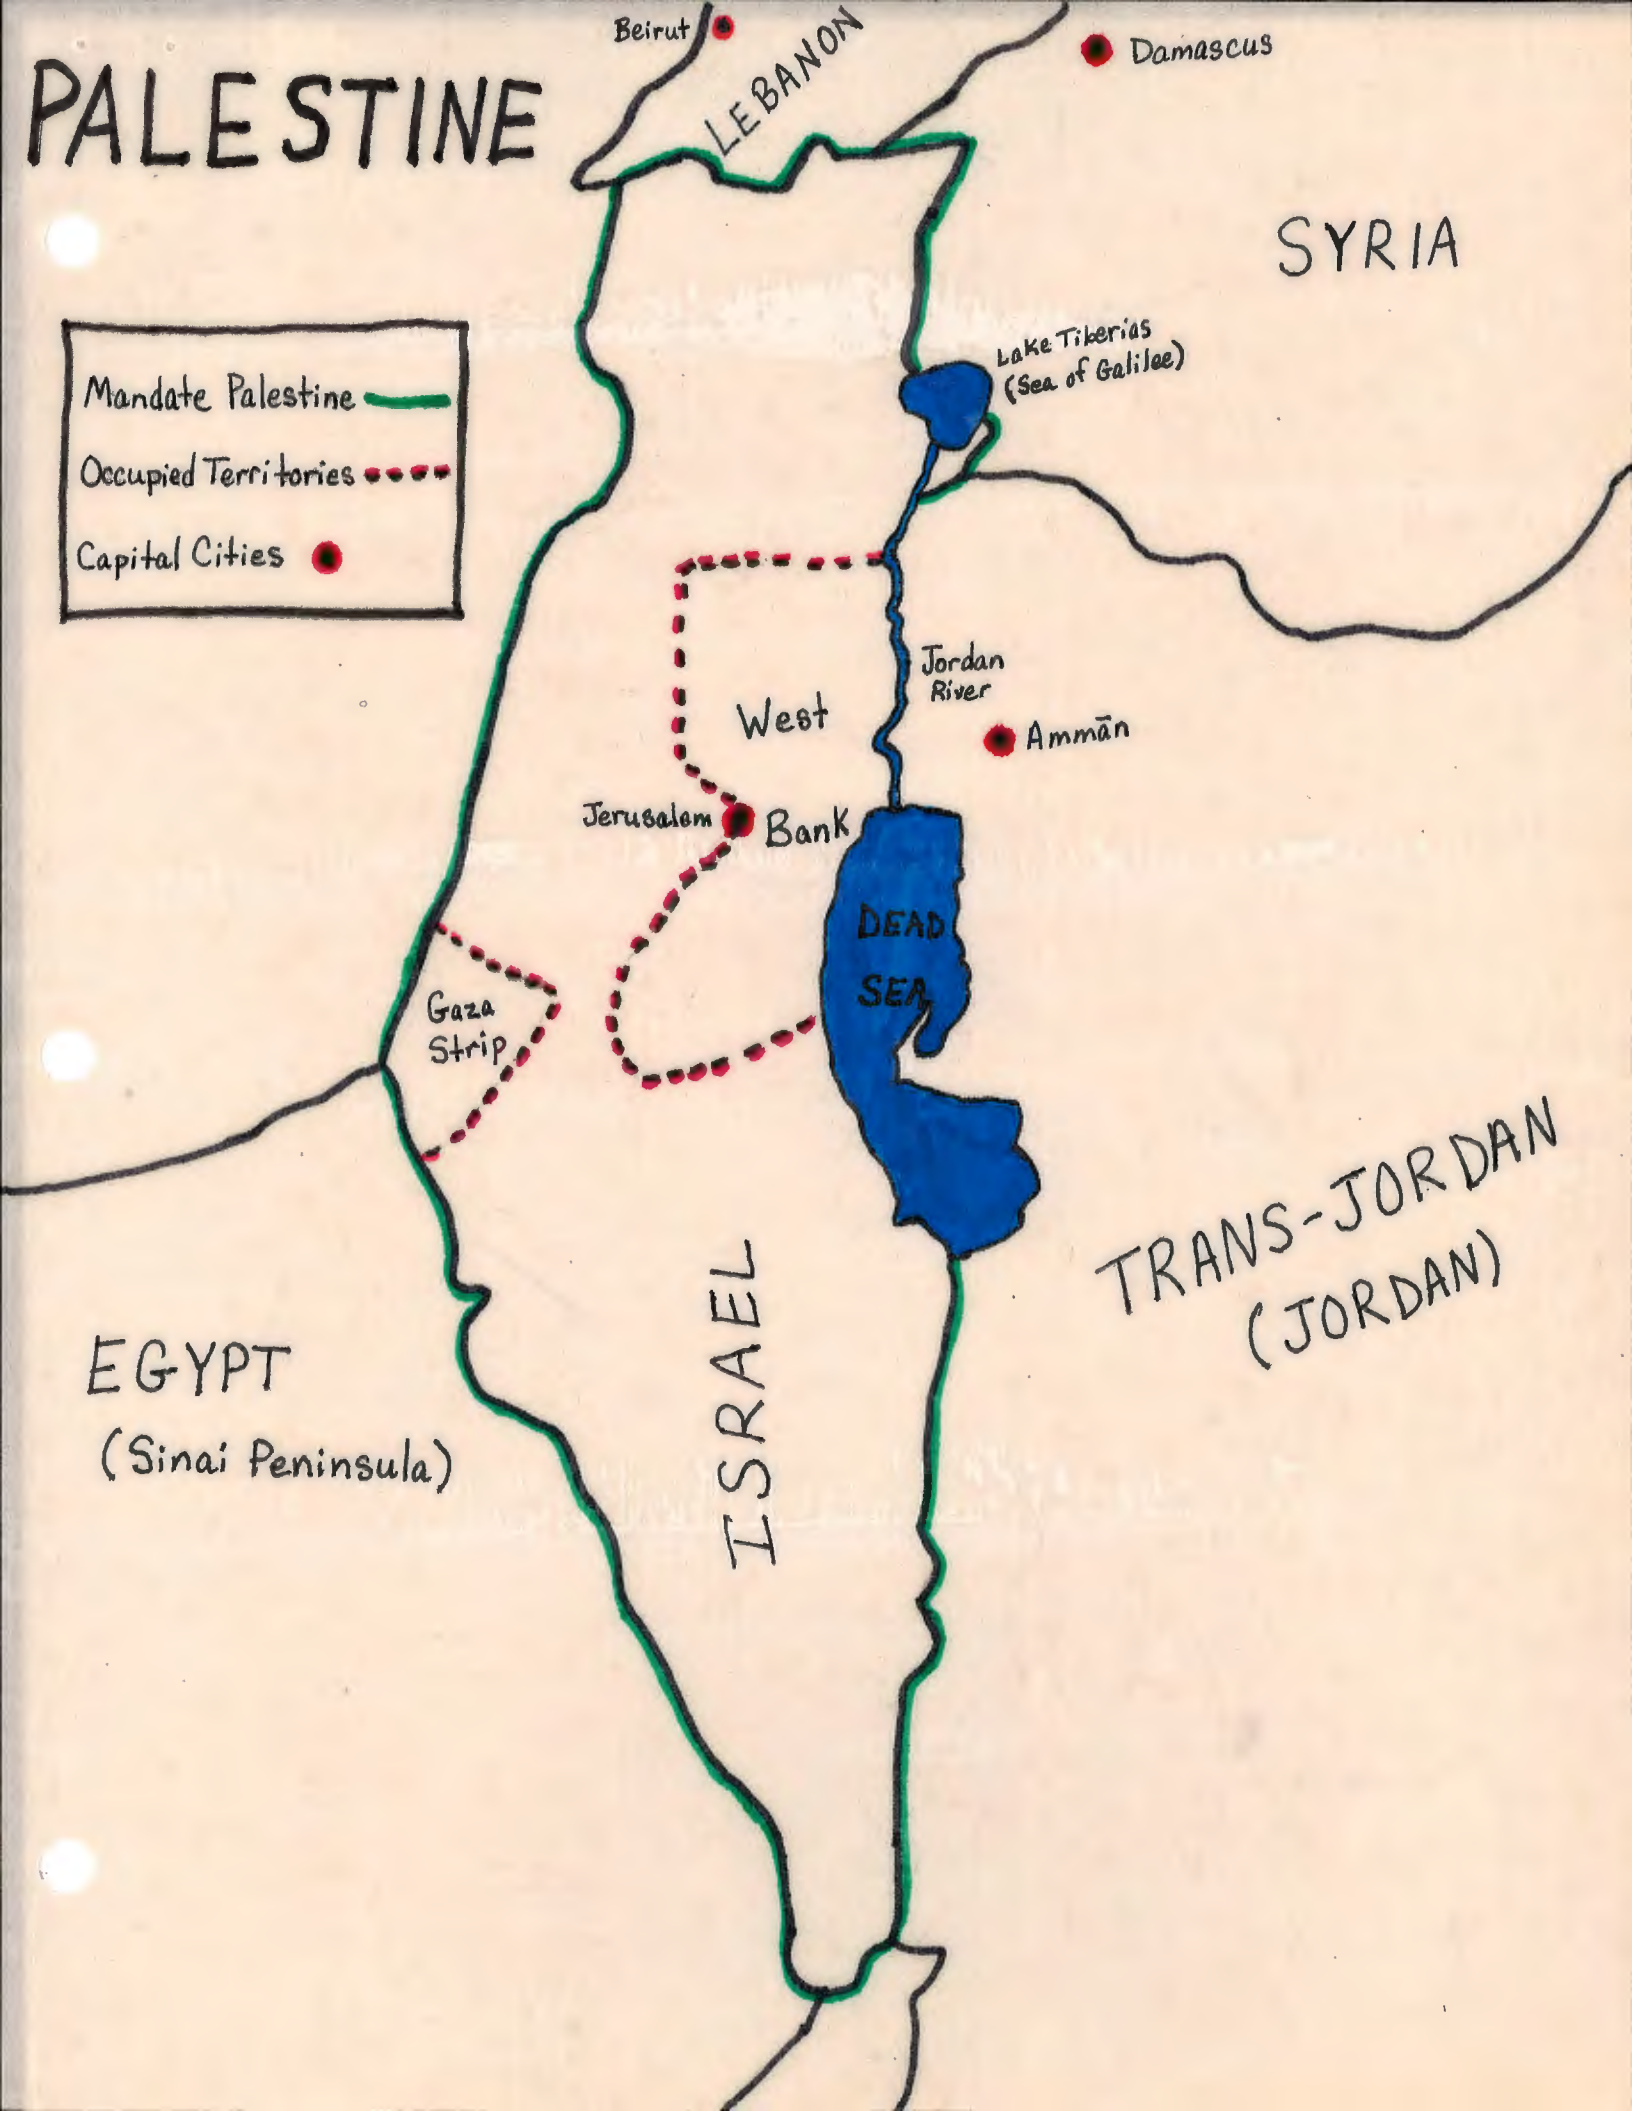 Beirut
LEBANON
Damascus
PALESTINE
SYRIA
Mandate Palestine
Occupied Territories
Capital Cities
Lake Tiberias
(Sea of Galilee)
Jordan
River
West
Bank
Ammān
Jerusalem
DEAD
SEA
Gaza
Strip
TRANS-JORDAN
(JORDAN)
EGYPT
(Sinai Peninsula)
ISRAEL